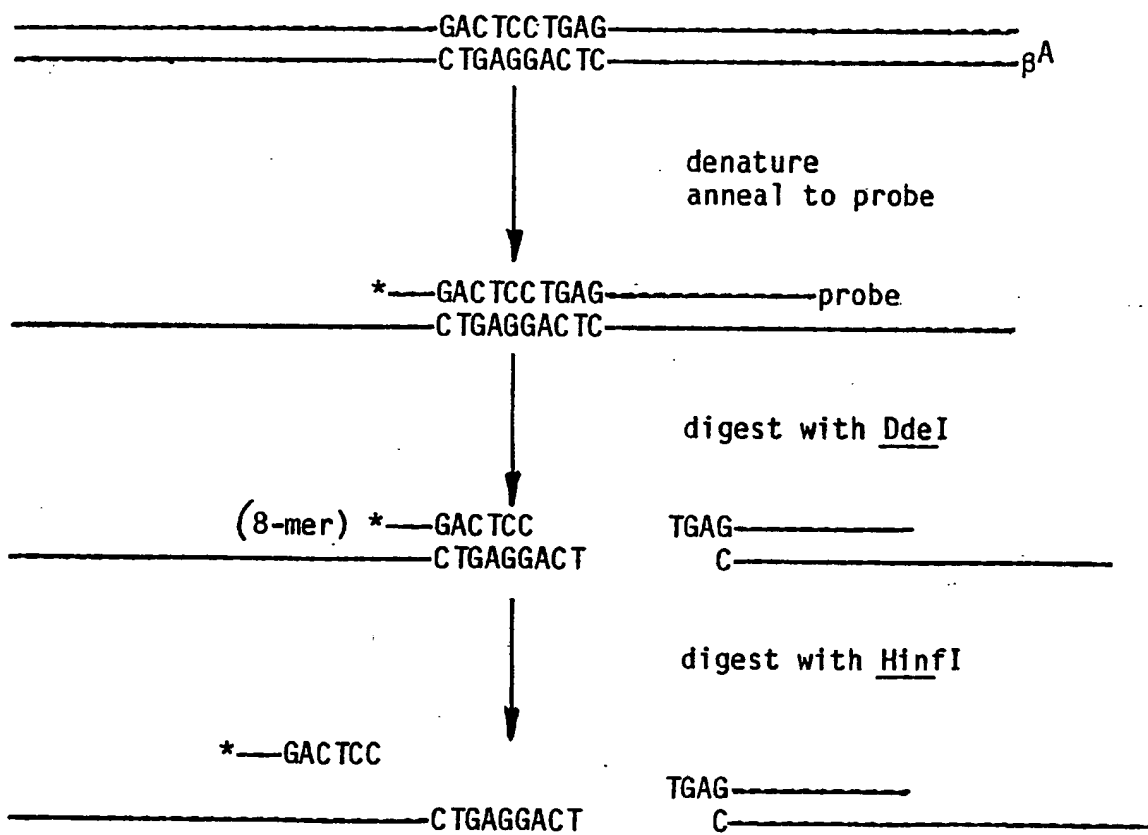 GACTCCTGAG
CTGAGGACTC βA
denature
anneal to probe
* GACTCCTGAG probe
CTGAGGACTC
digest with DdeI
(8-mer) * GACTCC TGAG
CTGAGGACT C
digest with HinfI
* GACTCC
TGAG
CTGAGGACT C